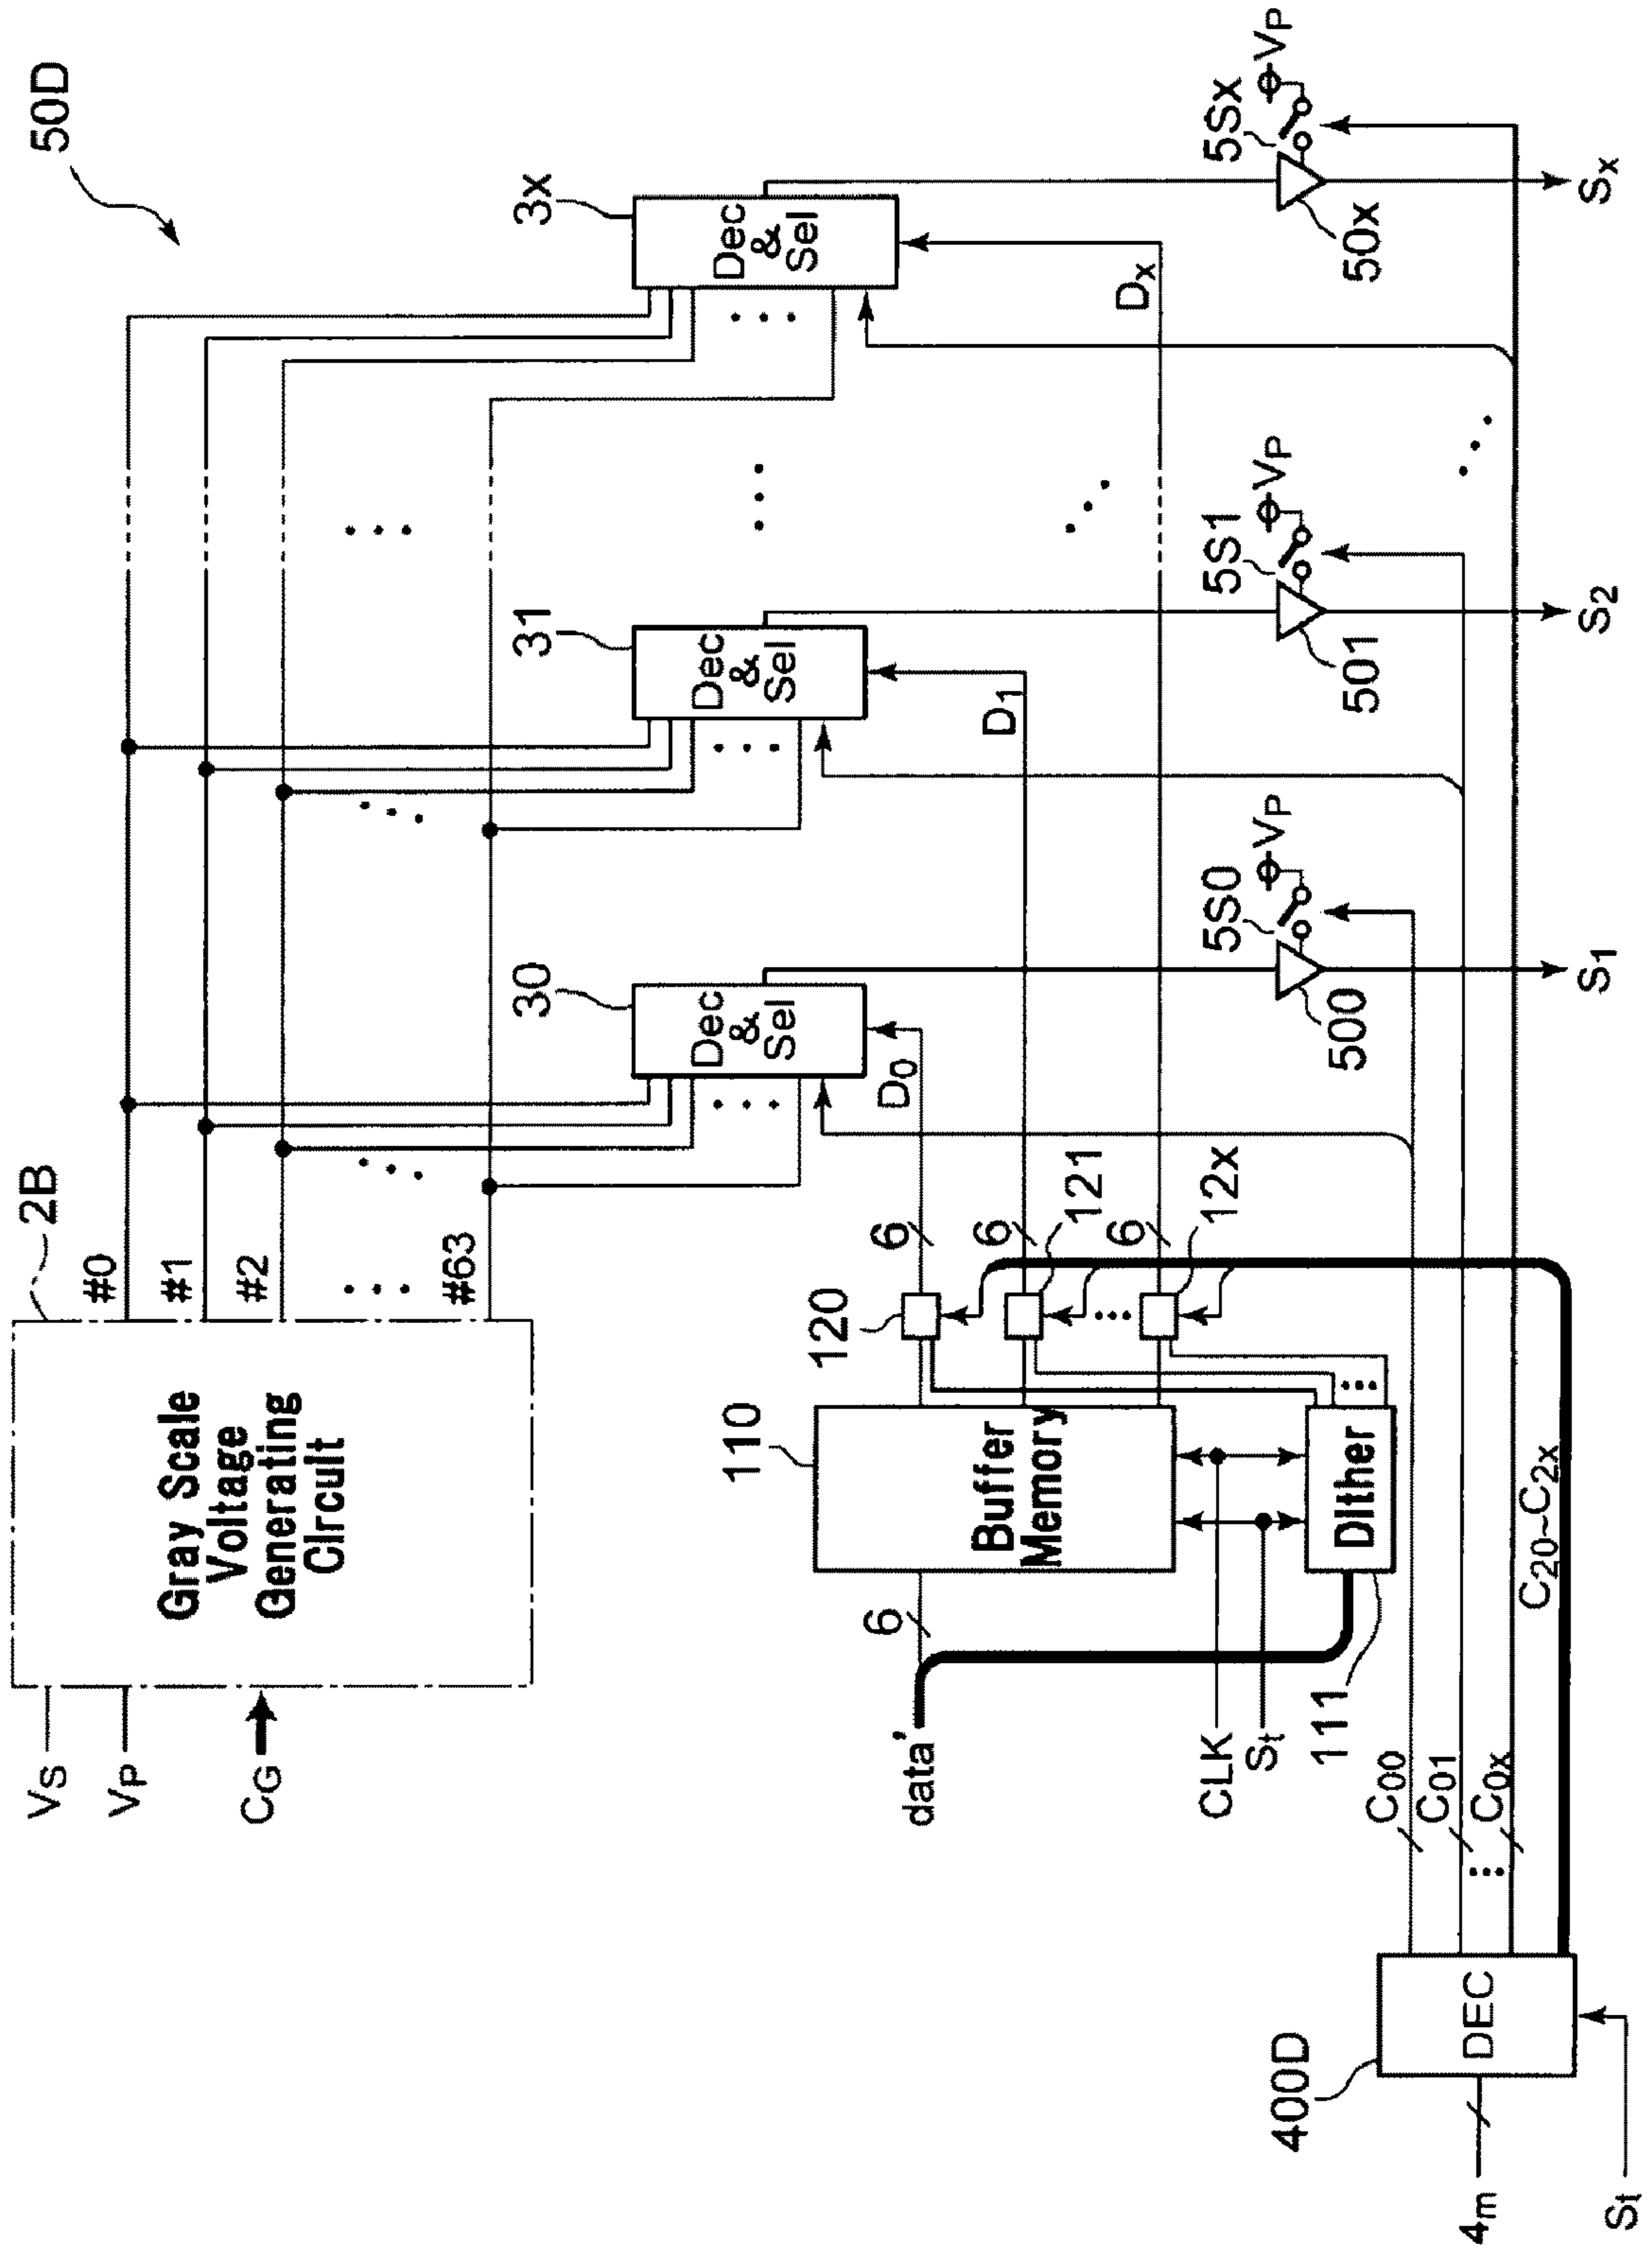 50D
2B
Gray Scale
Voltage
Generating
Circuit
VS
VP
CG
#0
#1
#2
#63
30
Dec
&
Sel
31
Dec
&
Sel
3x
Dec
&
Sel
D0
D1
Dx
data'
6
110
Buffer
Memory
120
121
12x
6
6
6
CLK
St
Dither
111
5S0
VP
500
S1
5S1
VP
501
S2
5Sx
VP
50x
Sx
C00
C01
C0x
C20~C2x
400D
DEC
4m
St